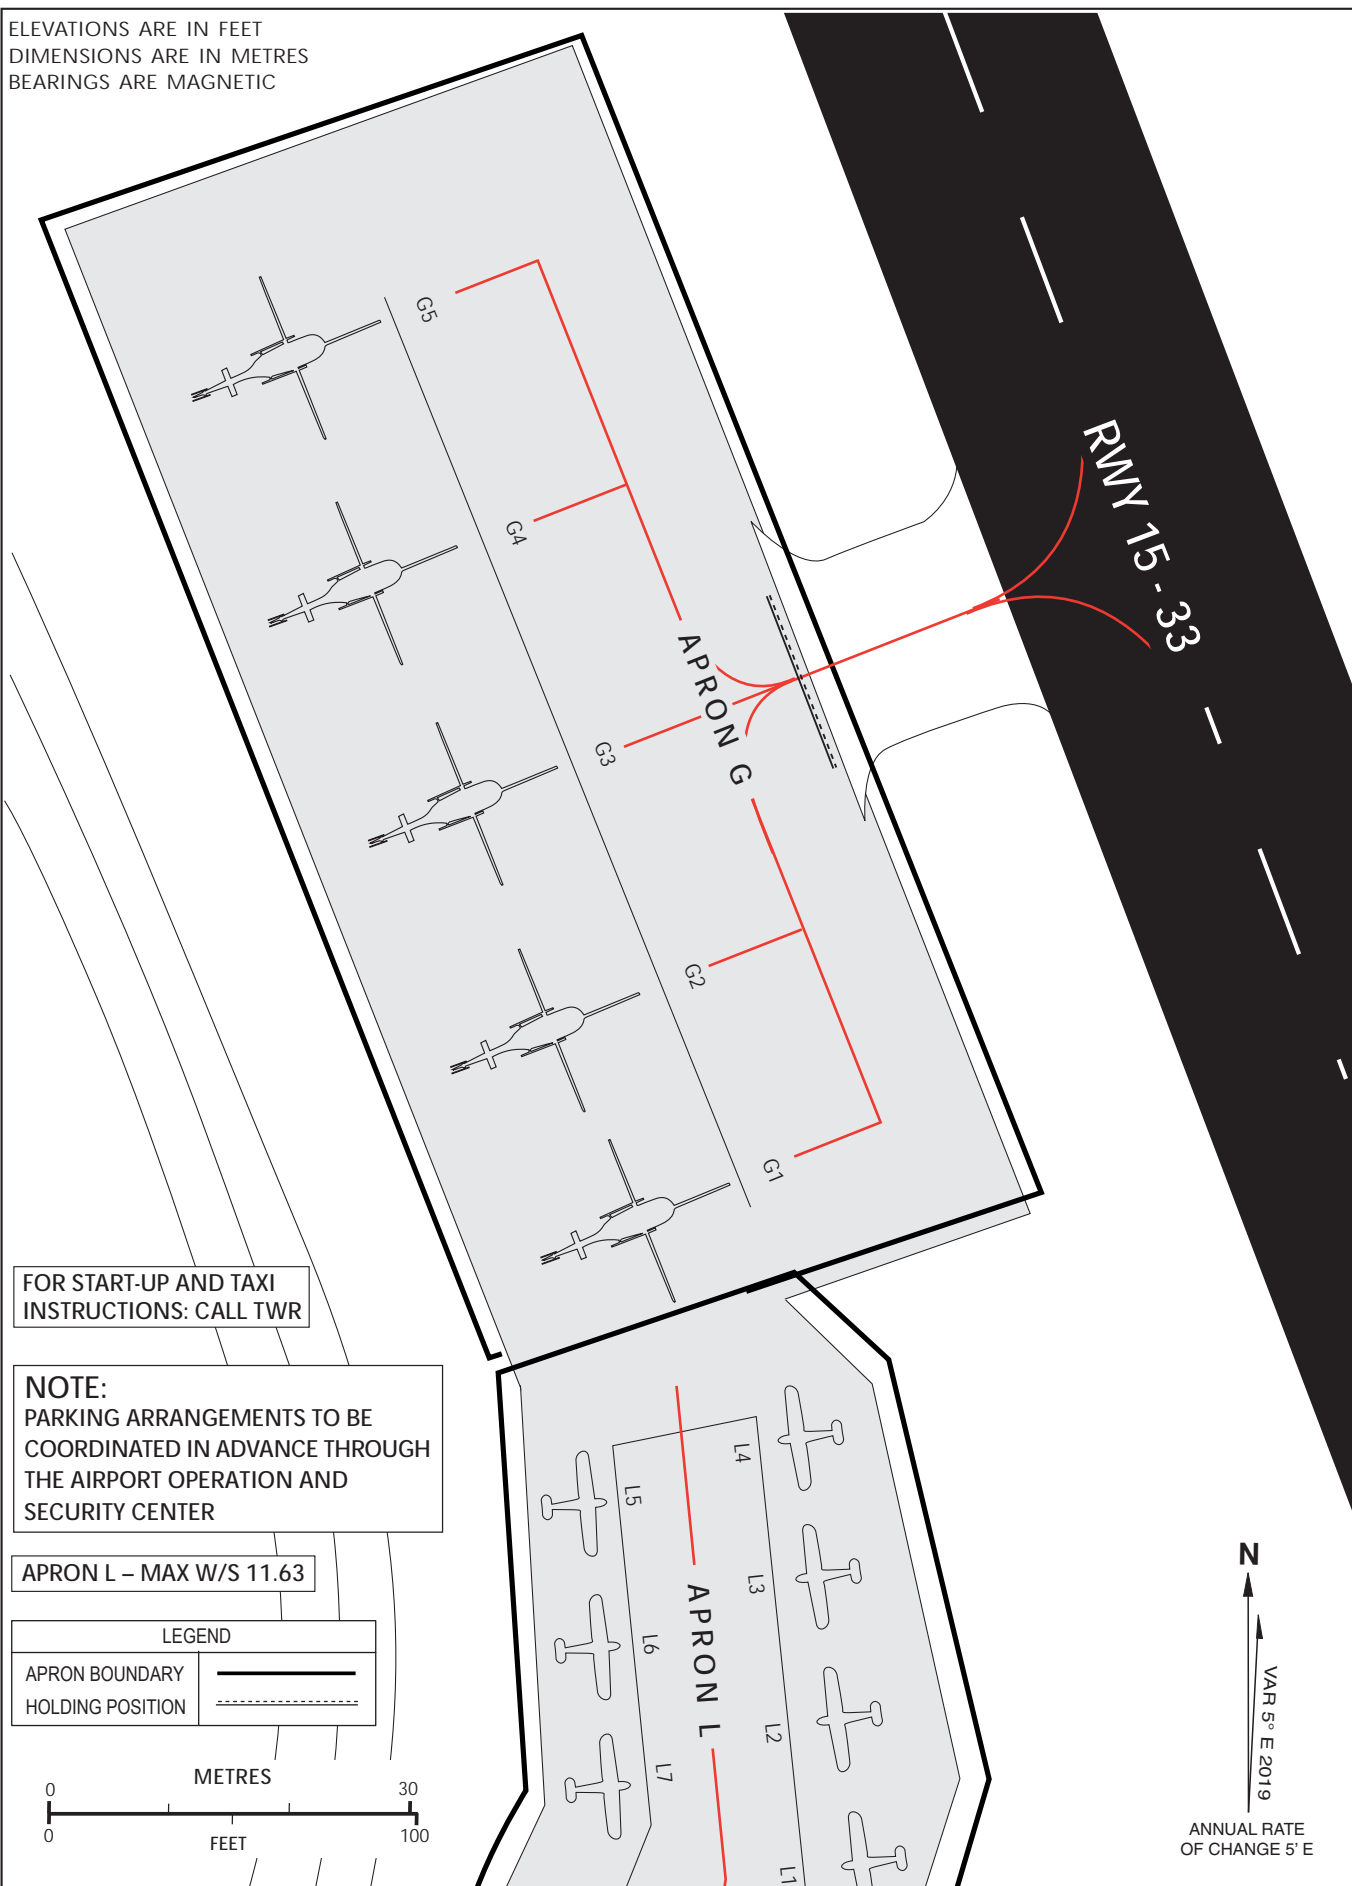 ELEVATIONS ARE IN FEET
DIMENSIONS ARE IN METRES
BEARINGS ARE MAGNETIC
RWY 15 - 33
G5
G4
APRON G
G3
G2
G1
FOR START-UP AND TAXI
INSTRUCTIONS: CALL TWR
NOTE:
PARKING ARRANGEMENTS TO BE
COORDINATED IN ADVANCE THROUGH
THE AIRPORT OPERATION AND
SECURITY CENTER
APRON L – MAX W/S 11.63
LEGEND
APRON BOUNDARY
HOLDING POSITION
METRES
0 30
0 100
FEET
L4
L5
L3
APRON L
L6
L2
L7
L1
N
VAR 5° E 2019
ANNUAL RATE
OF CHANGE 5' E